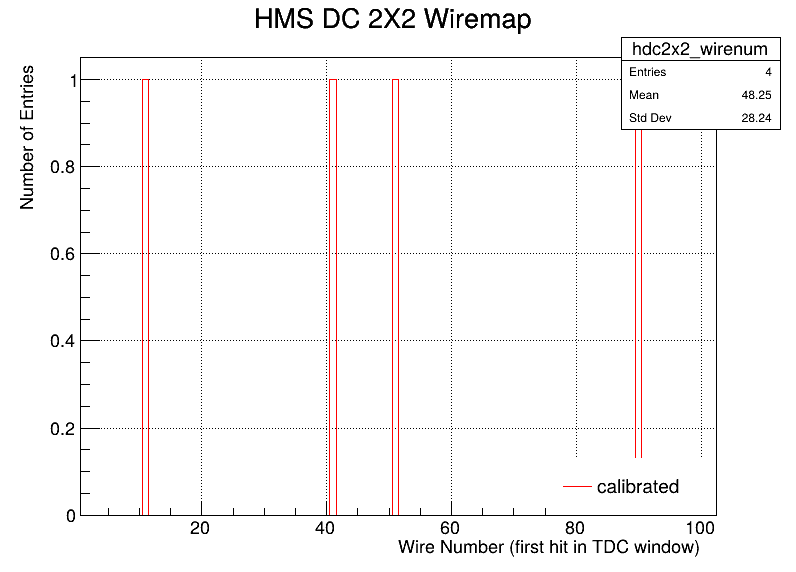 HMS DC 2X2 Wiremap
hdc2x2_wirenum
Entries 4
Mean 48.25
Std Dev 28.24
Number of Entries
1
0.8
0.6
0.4
0.2
0
calibrated
20 40 60 80 100
Wire Number (first hit in TDC window)